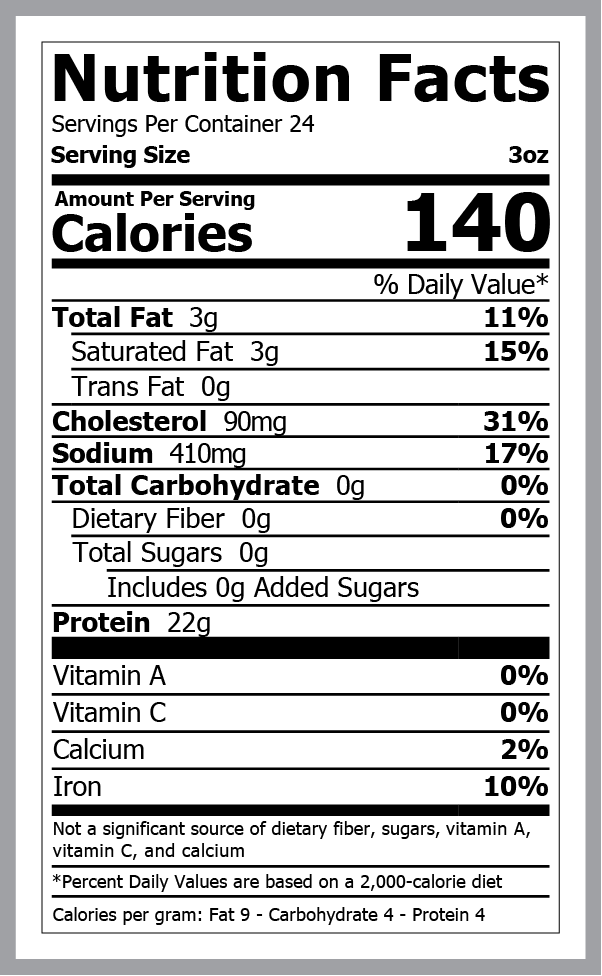 Nutrition Facts
Servings Per Container 24
Serving Size 3oz
Amount Per Serving
Calories 140
% Daily Value*
Total Fat 3g 11%
Saturated Fat 3g 15%
Trans Fat 0g
Cholesterol 90mg 31%
Sodium 410mg 17%
Total Carbohydrate 0g 0%
Dietary Fiber 0g 0%
Total Sugars 0g
Includes 0g Added Sugars
Protein 22g
Vitamin A 0%
Vitamin C 0%
Calcium 2%
Iron 10%
Not a significant source of dietary fiber, sugars, vitamin A,
vitamin C, and calcium
*Percent Daily Values are based on a 2,000-calorie diet
Calories per gram: Fat 9 - Carbohydrate 4 - Protein 4